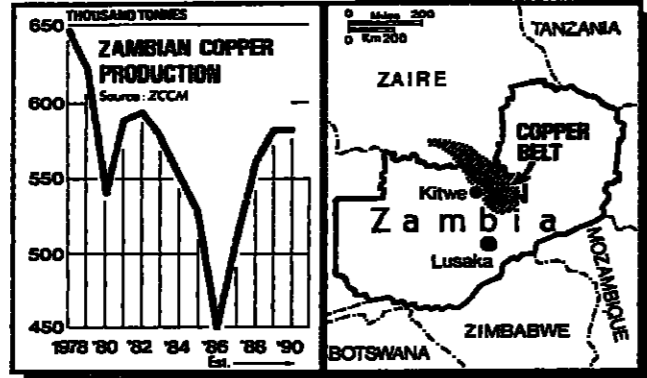 THOUSAND TONNES
650
ZAMBIAN COPPER
PRODUCTION
Source: ZCCM
600
550
500
450
1978 '80 '82 '84 '86 '88 '90
Est.
0 Miles 200
0 Km 200
TANZANIA
ZAIRE
COPPER
BELT
Kitwe
Zambia
Lusaka
MOZAMBIQUE
ZIMBABWE
BOTSWANA